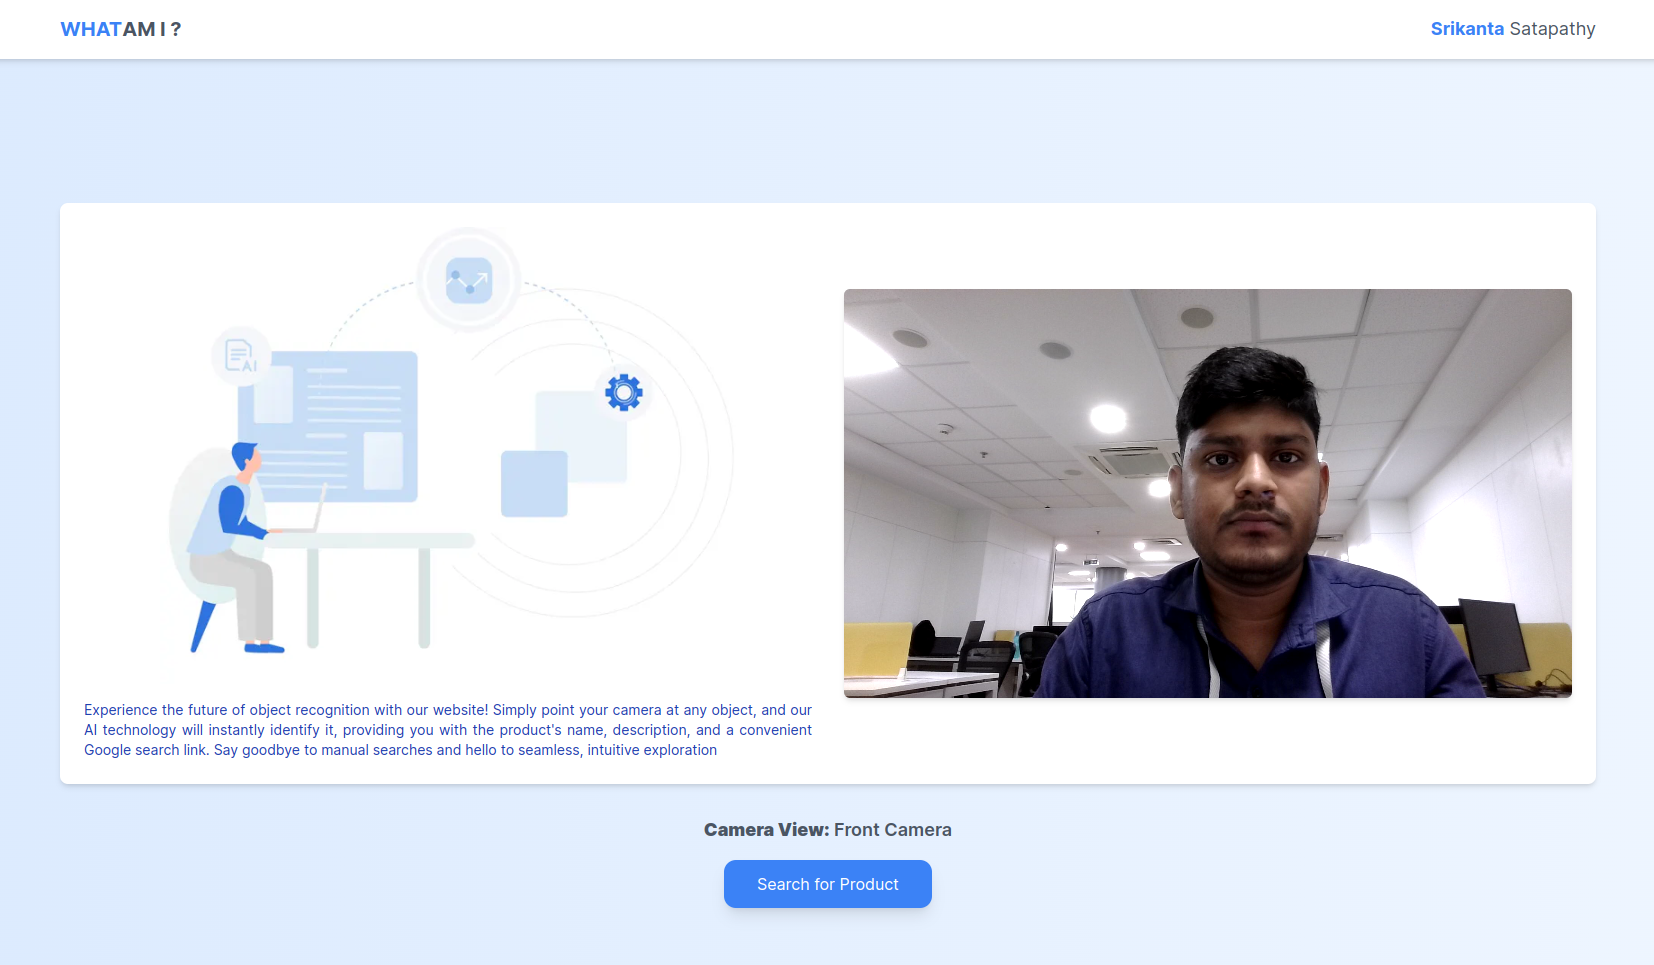 WHATAM I ?
Srikanta Satapathy
AI
Experience the future of object recognition with our website! Simply point your camera at any object, and our
AI technology will instantly identify it, providing you with the product's name, description, and a convenient
Google search link. Say goodbye to manual searches and hello to seamless, intuitive exploration
Camera View: Front Camera
Search for Product